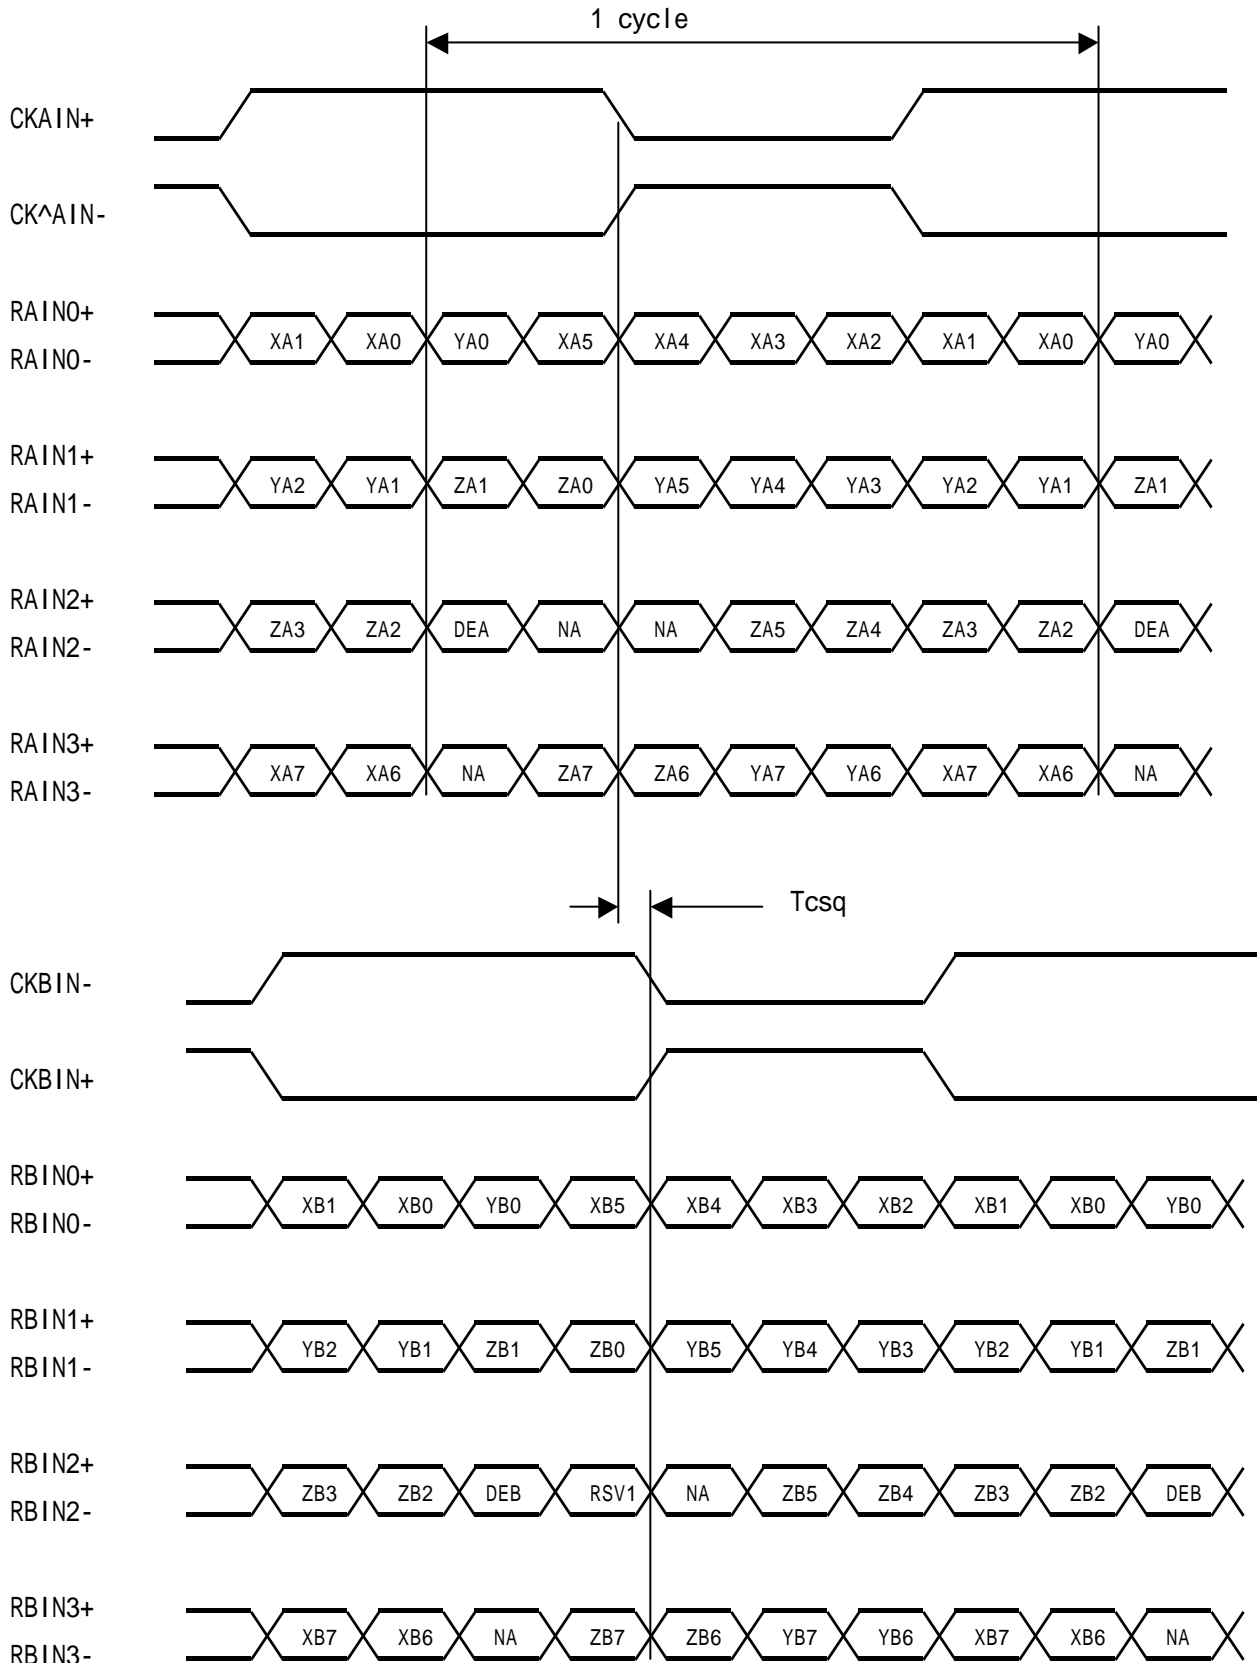 1 cycle
CKAIN+
CK^AIN-
RAIN0+
XA1 XA0 YA0 XA5 XA4 XA3 XA2 XA1 XA0 YA0
RAIN0-
RAIN1+
YA2 YA1 ZA1 ZA0 YA5 YA4 YA3 YA2 YA1 ZA1
RAIN1-
RAIN2+
ZA3 ZA2 DEA NA NA ZA5 ZA4 ZA3 ZA2 DEA
RAIN2-
RAIN3+
XA7 XA6 NA ZA7 ZA6 YA7 YA6 XA7 XA6 NA
RAIN3-
Tcsq
CKBIN-
CKBIN+
RBIN0+
XB1 XB0 YB0 XB5 XB4 XB3 XB2 XB1 XB0 YB0
RBIN0-
RBIN1+
YB2 YB1 ZB1 ZB0 YB5 YB4 YB3 YB2 YB1 ZB1
RBIN1-
RBIN2+
ZB3 ZB2 DEB RSV1 NA ZB5 ZB4 ZB3 ZB2 DEB
RBIN2-
RBIN3+
XB7 XB6 NA ZB7 ZB6 YB7 YB6 XB7 XB6 NA
RBIN3-